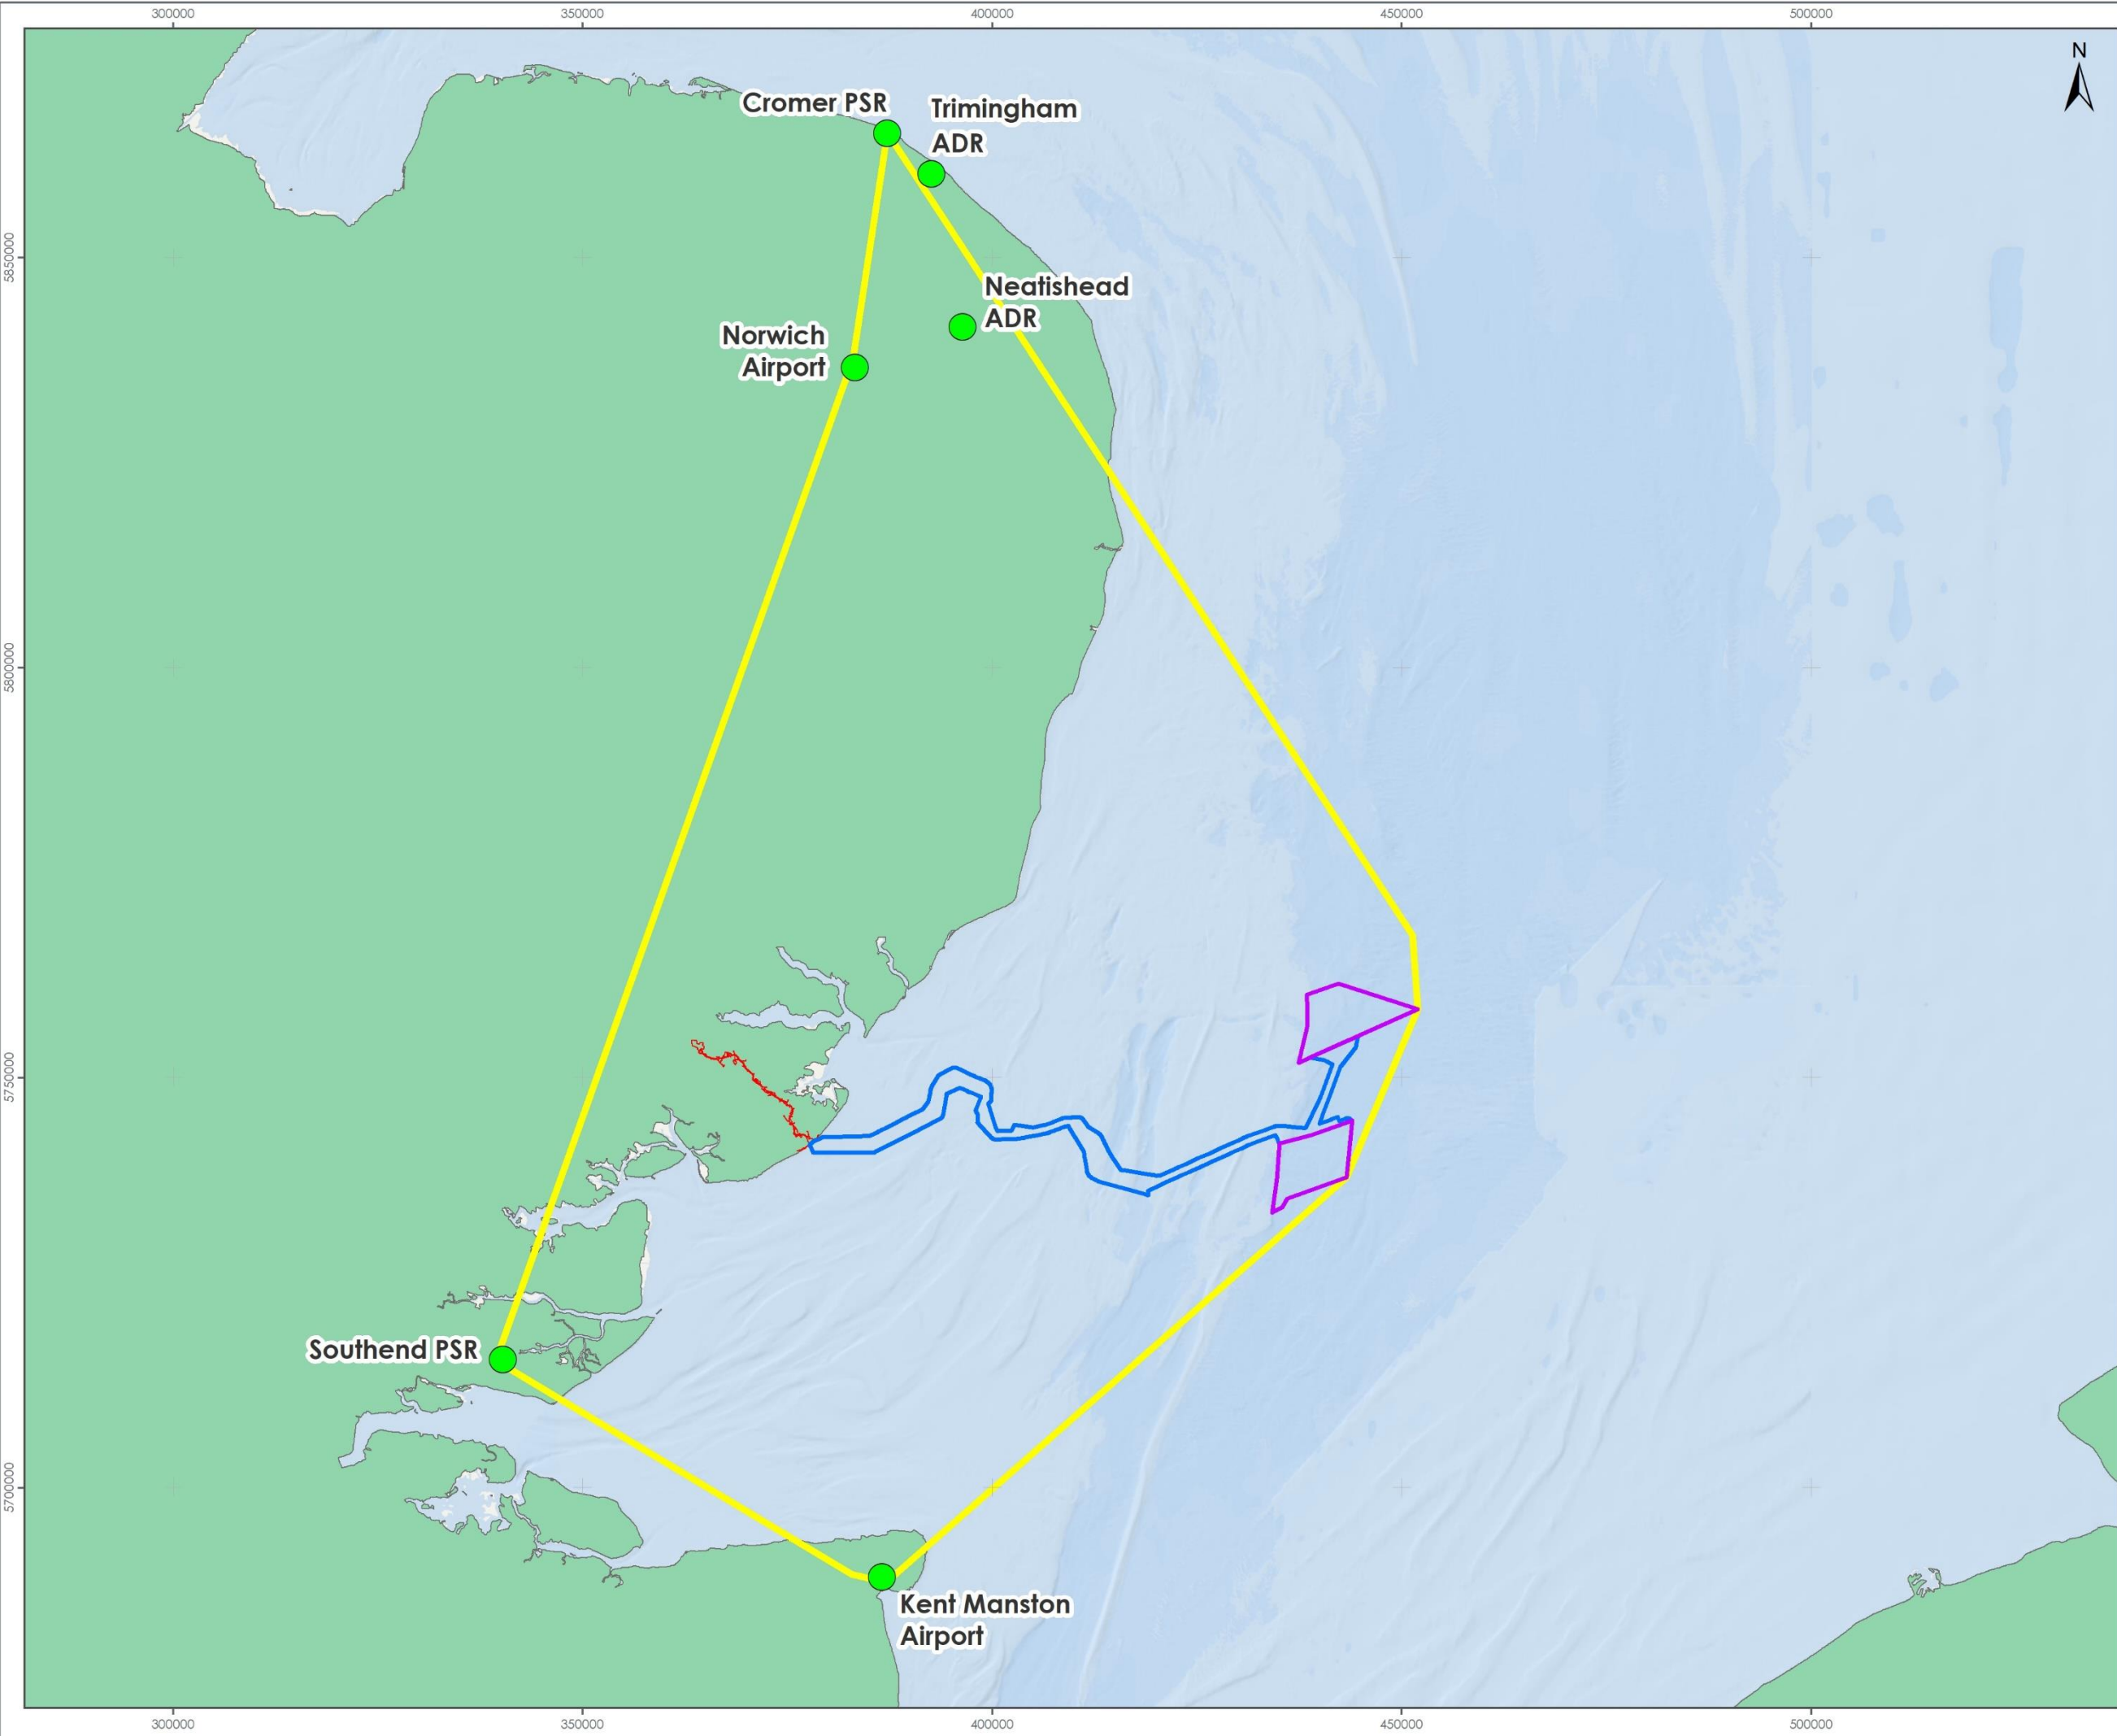 300000 350000 400000 450000 500000
N
Cromer PSR
Trimingham
ADR
5850000
Neatishead
ADR
Norwich
Airport
5800000
5750000
Southend PSR
5700000
Kent Manston
Airport
300000 350000 400000 450000 500000